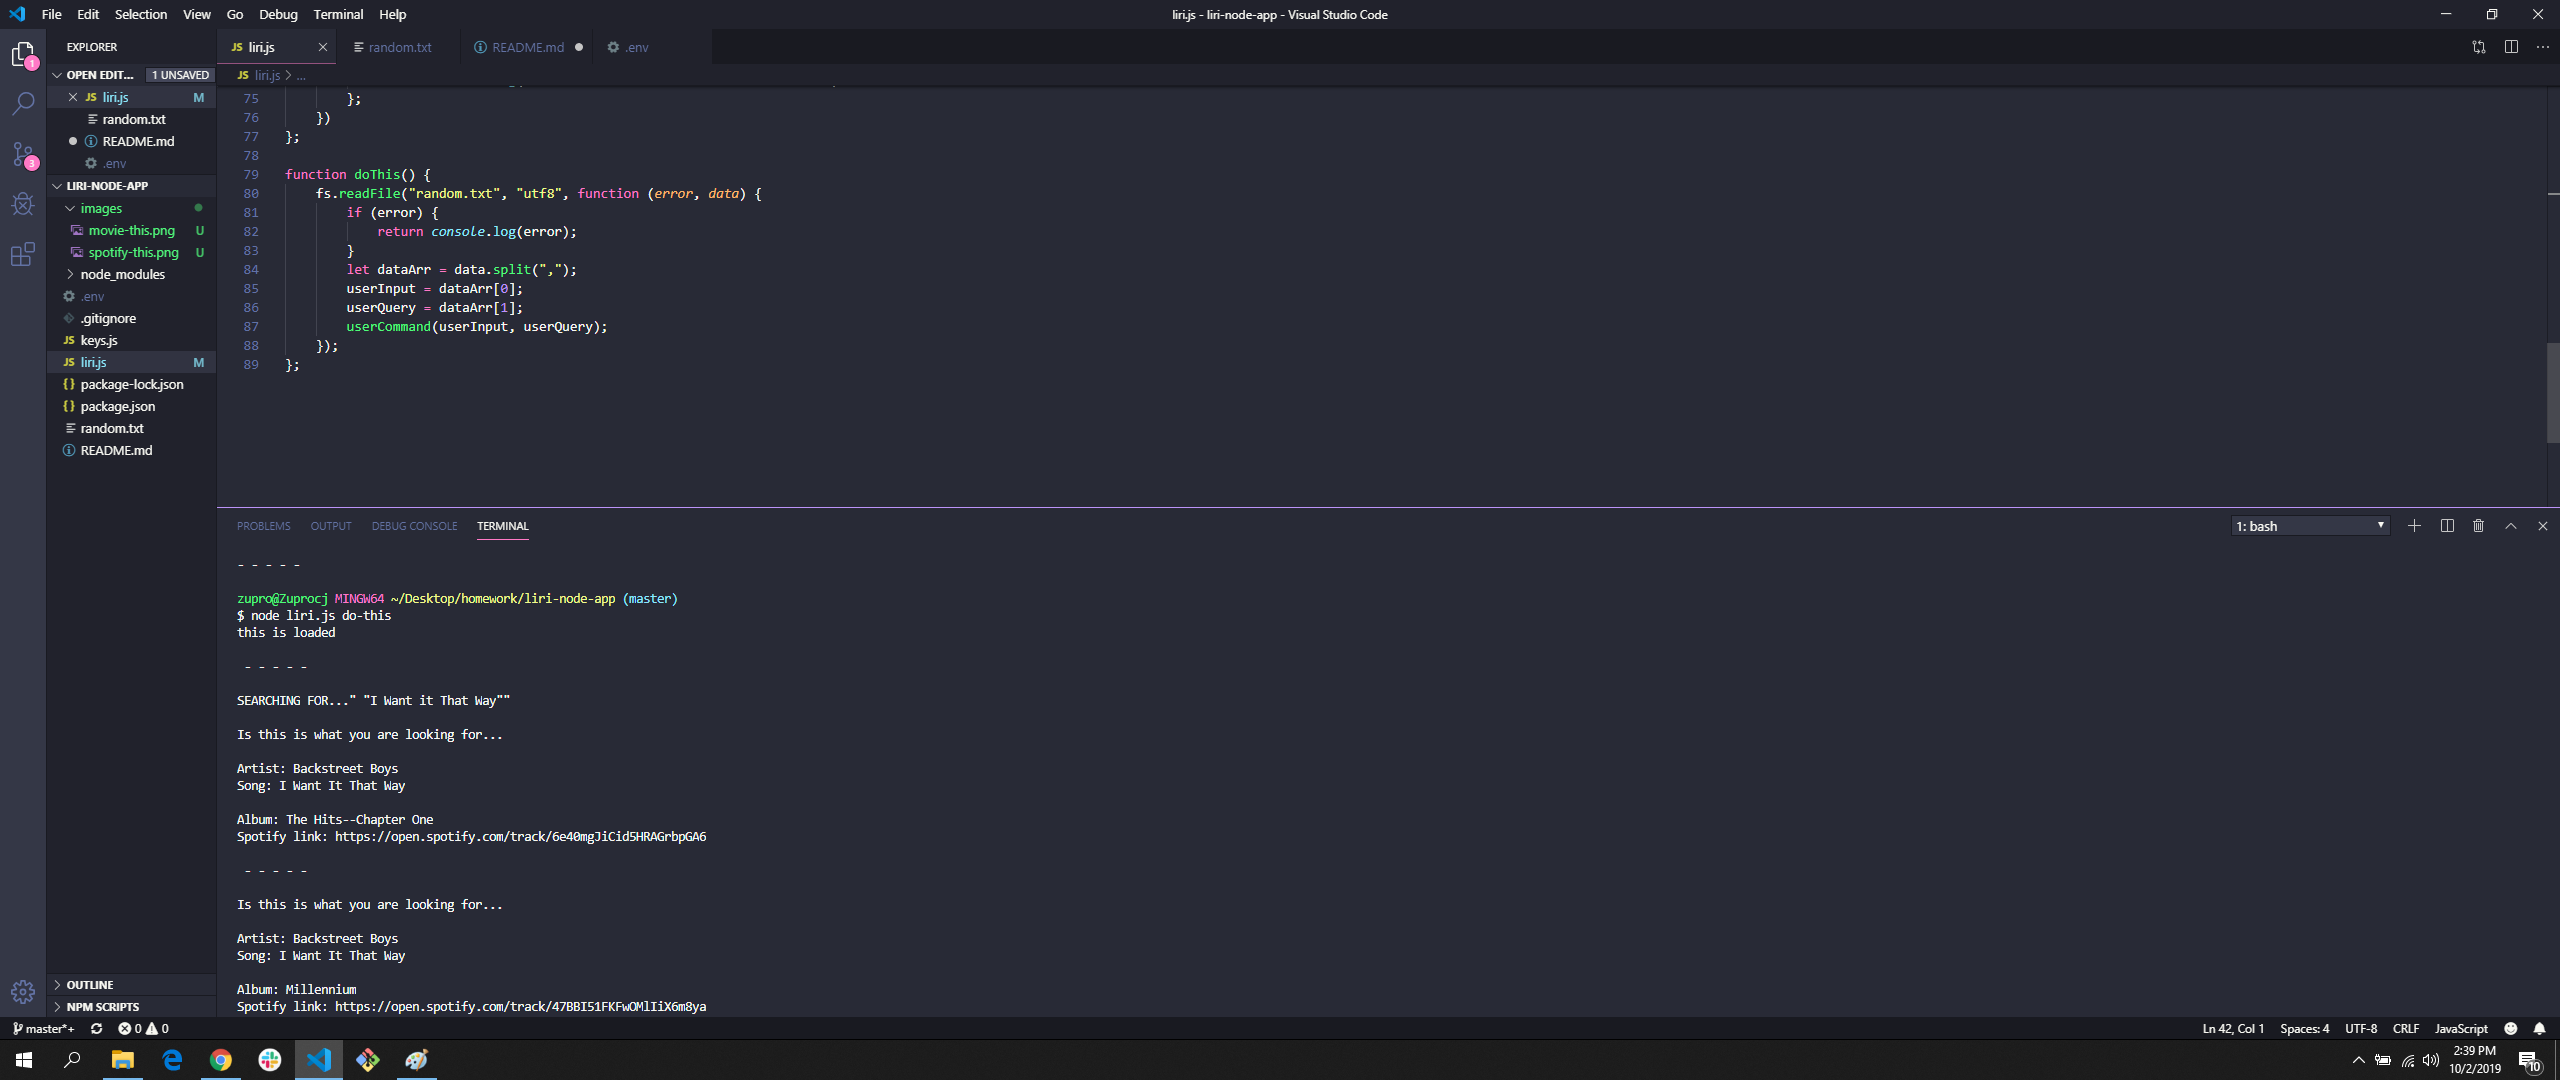 File Edit Selection View Go Debug Terminal Help
liri.js - liri-node-app - Visual Studio Code
EXPLORER
OPEN EDIT... 1 UNSAVED
JS liri.js M
random.txt
README.md
.env
LIRI-NODE-APP
images
movie-this.png U
spotify-this.png U
node_modules
.env
.gitignore
JS keys.js
JS liri.js M
{} package-lock.json
{} package.json
random.txt
README.md
OUTLINE
NPM SCRIPTS
1
3
JS liri.js random.txt README.md .env
JS liri.js > ...
75 };
76 })
77 };
78
79 function doThis() {
80 fs.readFile("random.txt", "utf8", function (error, data) {
81 if (error) {
82 return console.log(error);
83 }
84 let dataArr = data.split(",");
85 userInput = dataArr[0];
86 userQuery = dataArr[1];
87 userCommand(userInput, userQuery);
88 });
89 };
PROBLEMS OUTPUT DEBUG CONSOLE TERMINAL
1: bash
- - - - -
zupro@Zuprocj MINGW64 ~/Desktop/homework/liri-node-app (master)
$ node liri.js do-this
this is loaded
- - - - -
SEARCHING FOR..." "I Want it That Way""
Is this is what you are looking for...
Artist: Backstreet Boys
Song: I Want It That Way
Album: The Hits--Chapter One
Spotify link: https://open.spotify.com/track/6e40mgJiCid5HRAGrbpGA6
- - - - -
Is this is what you are looking for...
Artist: Backstreet Boys
Song: I Want It That Way
Album: Millennium
Spotify link: https://open.spotify.com/track/47BBI51FKFwOMlIiX6m8ya
master*+ 0 0
Ln 42, Col 1 Spaces: 4 UTF-8 CRLF JavaScript
2:39 PM
10/2/2019
10